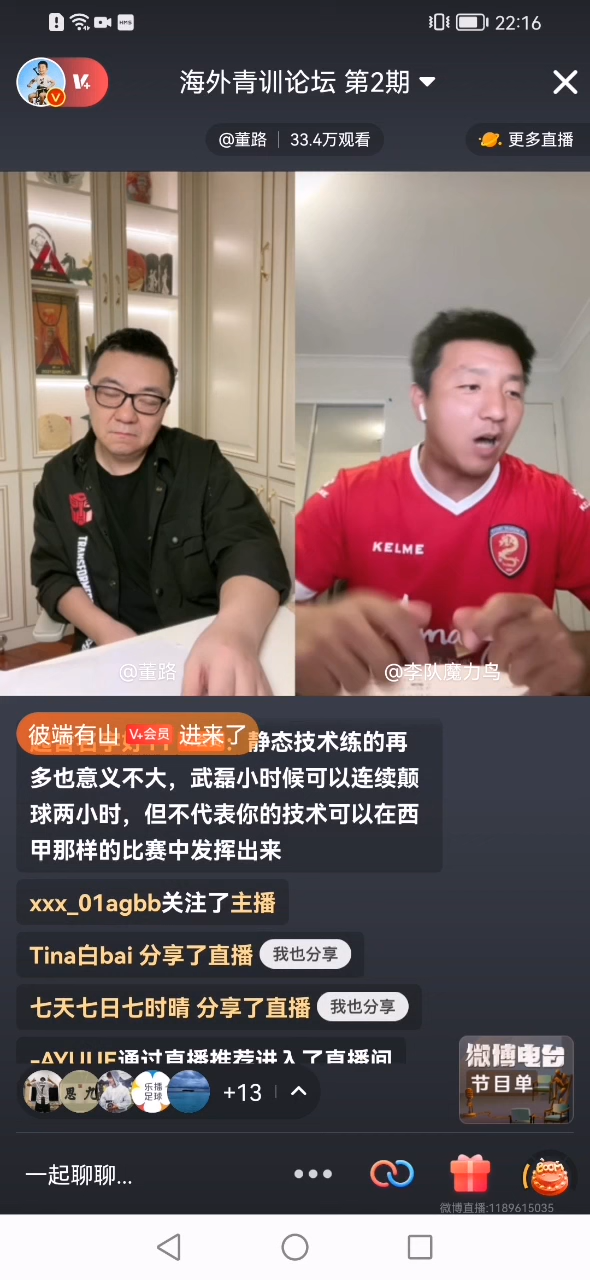 22:16
V4
海外青训论坛 第2期
@董路 33.4万观看
更多直播
TRANSFORME
KELME
@董路
@李队魔力鸟
彼端有山 V+会员 进来了
静态技术练的再
多也意义不大，武磊小时候可以连续颠
球两小时，但不代表你的技术可以在西
甲那样的比赛中发挥出来
xxx_01agbb关注了主播
Tina白bai 分享了直播 我也分享
七天七日七时晴 分享了直播 我也分享
-AYUUE通过直播推荐进入了直播间
乐播
足球
+13
微博电台
节目单
一起聊聊...
微博直播:1189615035